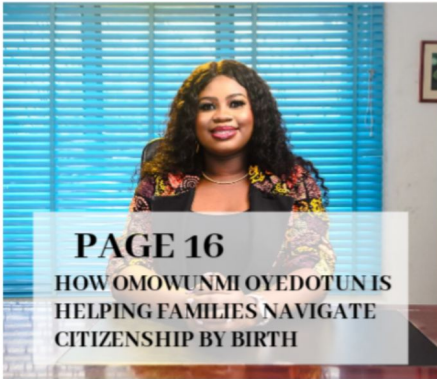 PAGE 16
HOW OMOWUNMI OYEDOTUN IS
HELPING FAMILIES NAVIGATE
CITIZENSHIP BY BIRTH